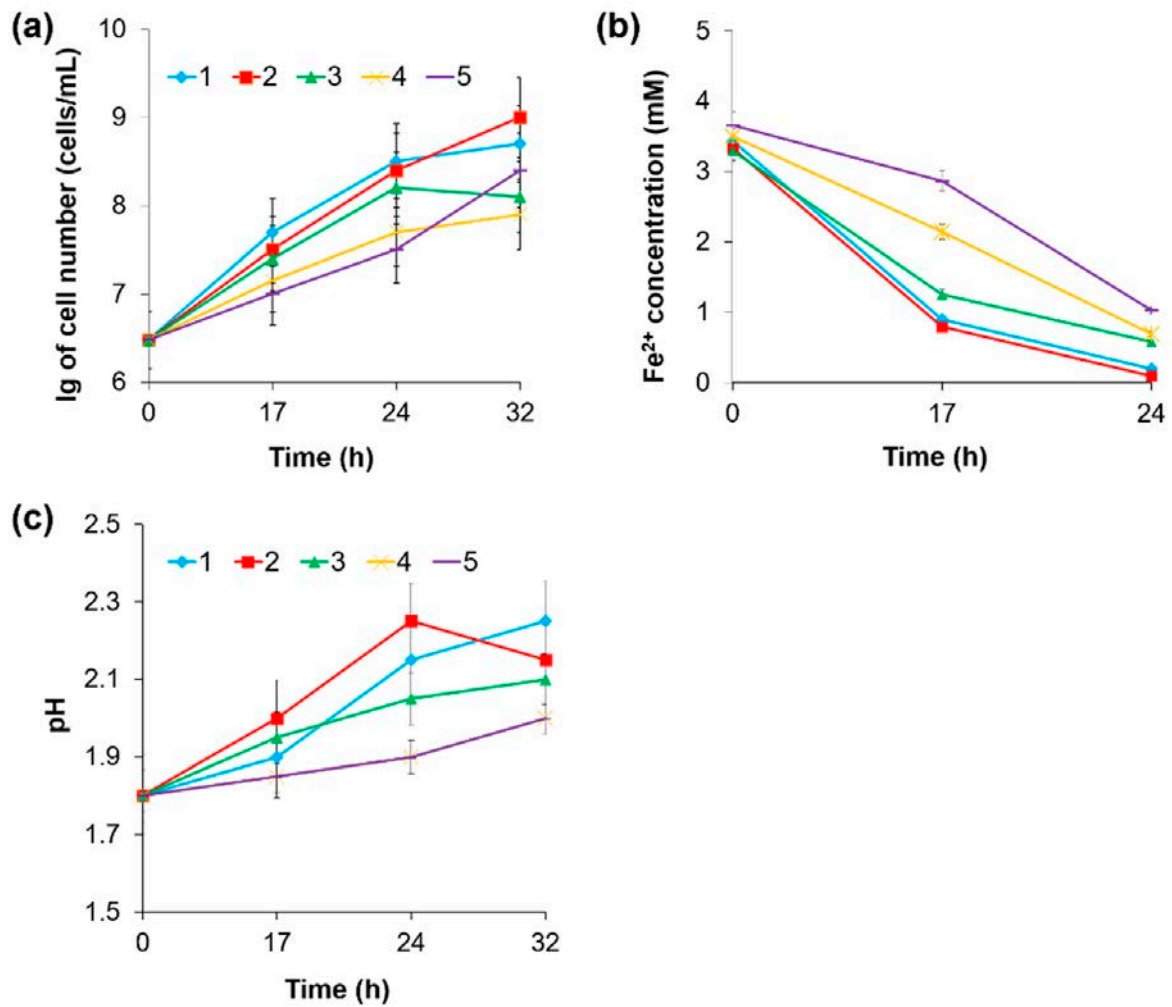 (a)
lg of cell number (cells/mL)
10
9
8
7
6
1 2 3 4 5
0 17 24 32
Time (h)
(b)
Fe²⁺ concentration (mM)
5
4
3
2
1
0
0 17 24
Time (h)
(c)
pH
2.5
2.3
2.1
1.9
1.7
1.5
1 2 3 4 5
0 17 24 32
Time (h)